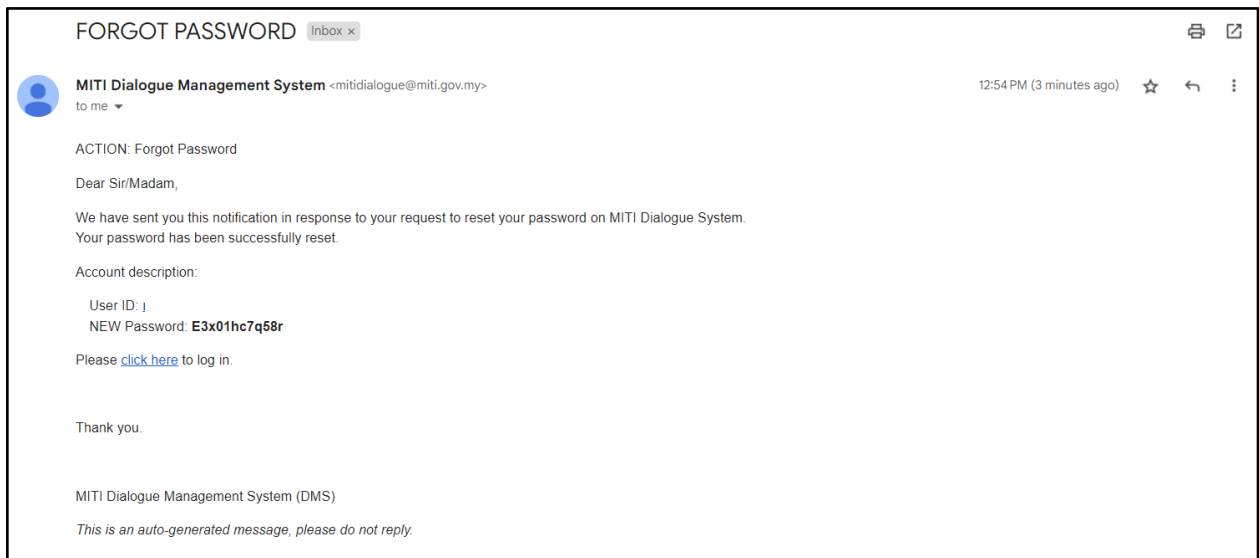 FORGOT PASSWORD Inbox ×
MITI Dialogue Management System <mitidialogue@miti.gov.my> 12:54 PM (3 minutes ago)
to me
ACTION: Forgot Password
Dear Sir/Madam,
We have sent you this notification in response to your request to reset your password on MITI Dialogue System.
Your password has been successfully reset.
Account description:
User ID:
NEW Password: E3x01hc7q58r
Please click here to log in.
Thank you.
MITI Dialogue Management System (DMS)
This is an auto-generated message, please do not reply.